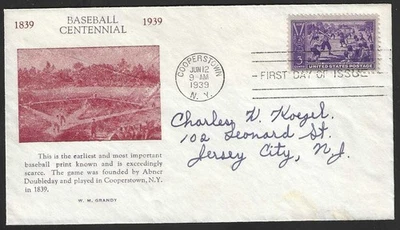 1839 BASEBALL 1939
CENTENNIAL
COOPERSTOWN
JUN 12
9-AM
1939
N. Y.
3¢
UNITED STATES POSTAGE
FIRST DAY OF ISSUE
Charles W. Koezel.
102 Leonard St.
Jersey City, N.J.
This is the earliest and most important
baseball print known and is exceedingly
scarce. The game was founded by Abner
Doubleday and played in Cooperstown, N.Y.
in 1839.
W. M. GRANDY